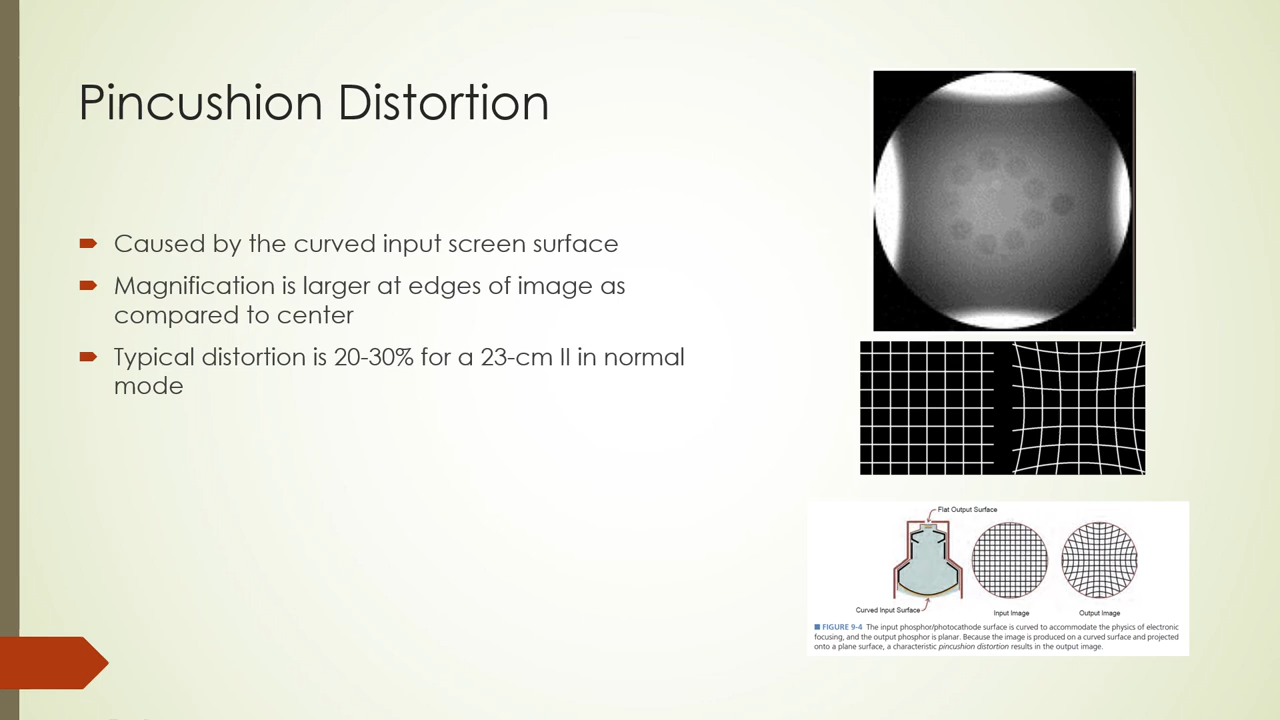 Pincushion Distortion
Caused by the curved input screen surface
Magnification is larger at edges of image as
compared to center
Typical distortion is 20-30% for a 23-cm II in normal
mode
Flat Output Surface
Curved Input Surface
Input Image
Output Image
FIGURE 9-4 The input phosphor/photocathode surface is curved to accommodate the physics of electronic
focusing, and the output phosphor is planar. Because the image is produced on a curved surface and projected
onto a plane surface, a characteristic pincushion distortion results in the output image.